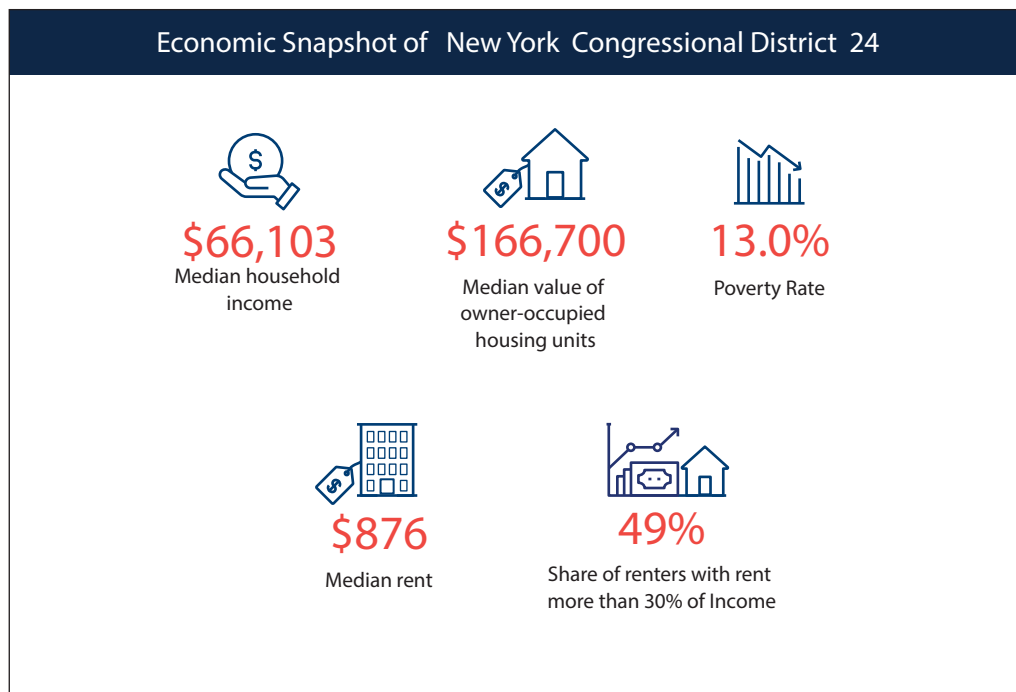 Economic Snapshot of New York Congressional District 24
$
$
$66,103
Median household
income
$166,700
Median value of
owner-occupied
housing units
13.0%
Poverty Rate
$
$876
Median rent
49%
Share of renters with rent
more than 30% of Income